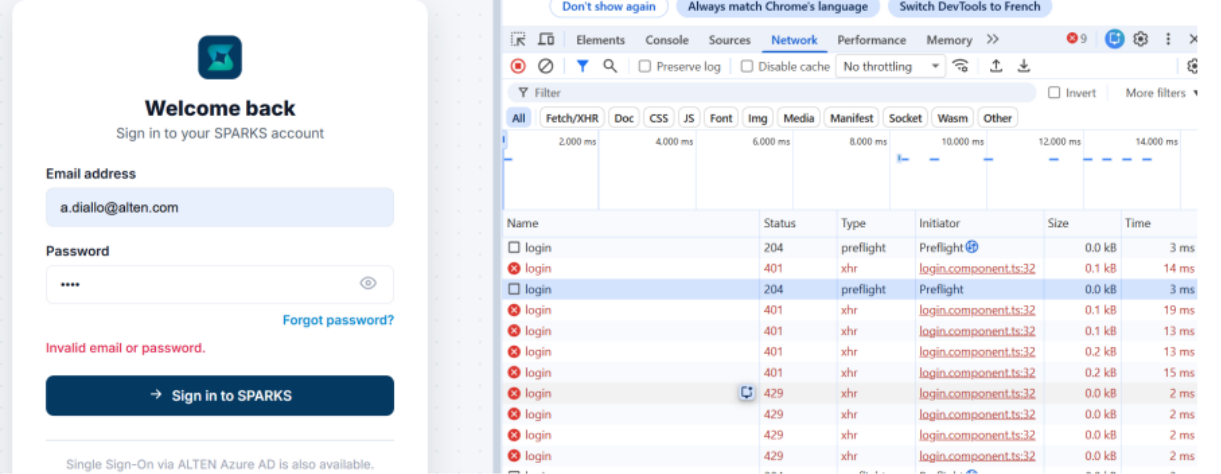 Don't show again Always match Chrome's language Switch DevTools to French
Elements Console Sources Network Performance Memory 9
Preserve log Disable cache No throttling
Filter Invert More filters
All Fetch/XHR Doc CSS JS Font Img Media Manifest Socket Wasm Other
2.000 ms 4.000 ms 6.000 ms 8.000 ms 10.000 ms 12.000 ms 14.000 ms
Name Status Type Initiator Size Time
login 204 preflight Preflight 0.0 kB 3 ms
login 401 xhr login.component.ts:32 0.1 kB 14 ms
login 204 preflight Preflight 0.0 kB 3 ms
login 401 xhr login.component.ts:32 0.1 kB 19 ms
login 401 xhr login.component.ts:32 0.1 kB 13 ms
login 401 xhr login.component.ts:32 0.2 kB 13 ms
login 401 xhr login.component.ts:32 0.2 kB 15 ms
login 429 xhr login.component.ts:32 0.0 kB 2 ms
login 429 xhr login.component.ts:32 0.0 kB 2 ms
login 429 xhr login.component.ts:32 0.0 kB 2 ms
login 429 xhr login.component.ts:32 0.0 kB 2 ms
Welcome back
Sign in to your SPARKS account
Email address
a.diallo@alten.com
Password
••••
Forgot password?
Invalid email or password.
→ Sign in to SPARKS
Single Sign-On via ALTEN Azure AD is also available.